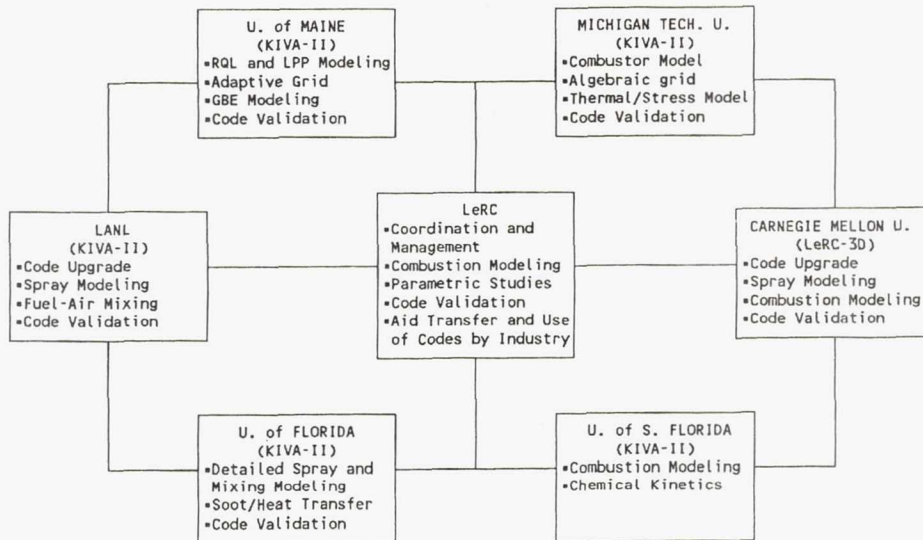 U. of MAINE
(KIVA-II)
▪RQL and LPP Modeling
▪Adaptive Grid
▪GBE Modeling
▪Code Validation
MICHIGAN TECH. U.
(KIVA-II)
▪Combustor Model
▪Algebraic grid
▪Thermal/Stress Model
▪Code Validation
LANL
(KIVA-II)
▪Code Upgrade
▪Spray Modeling
▪Fuel-Air Mixing
▪Code Validation
LeRC
▪Coordination and
Management
▪Combustion Modeling
▪Parametric Studies
▪Code Validation
▪Aid Transfer and Use
of Codes by Industry
CARNEGIE MELLON U.
(LeRC-3D)
▪Code Upgrade
▪Spray Modeling
▪Combustion Modeling
▪Code Validation
U. of FLORIDA
(KIVA-II)
▪Detailed Spray and
Mixing Modeling
▪Soot/Heat Transfer
▪Code Validation
U. of S. FLORIDA
(KIVA-II)
▪Combustion Modeling
▪Chemical Kinetics